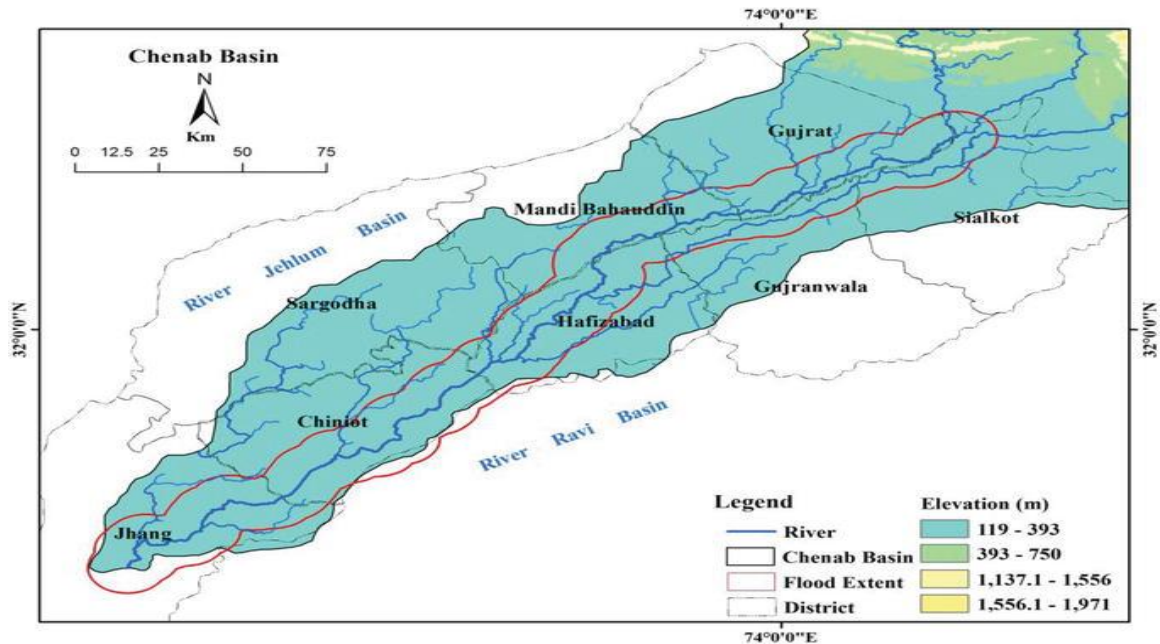 74°0'0"E
Chenab Basin
N
Km
0 12.5 25 50 75
Gujrat
Mandi Bahauddin
Sialkot
River Jehlum Basin
Sargodha
Gujranwala
32°0'0"N
32°0'0"N
Hafizabad
Chiniot
River Ravi Basin
Jhang
Legend
River
Chenab Basin
Flood Extent
District
Elevation (m)
119 - 393
393 - 750
1,137.1 - 1,556
1,556.1 - 1,971
74°0'0"E